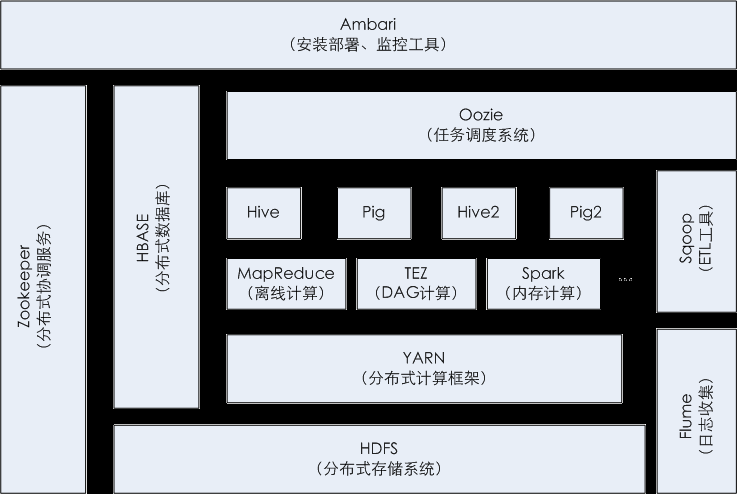 Ambari
（安装部署、监控工具）
Zookeeper
（分布式协调服务）
HBASE
（分布式数据库）
Oozie
（任务调度系统）
Hive
Pig
Hive2
Pig2
MapReduce
（离线计算）
TEZ
（DAG计算）
Spark
（内存计算）
...
Sqoop
（ETL工具）
YARN
（分布式计算框架）
Flume
（日志收集）
HDFS
（分布式存储系统）